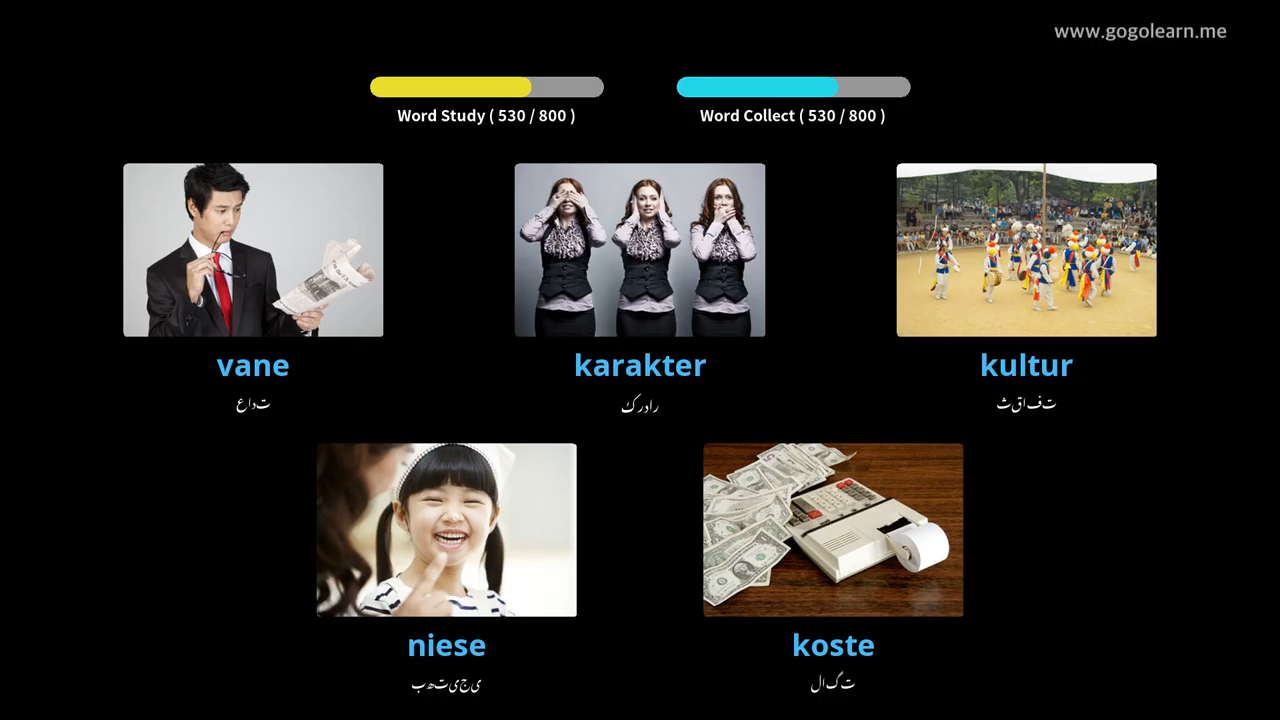 www.gogolearn.me
Word Study ( 530 / 800 )
Word Collect ( 530 / 800 )
vane
عادت
karakter
کردار
kultur
ثقافت
niese
بھتیجی
koste
لاگت